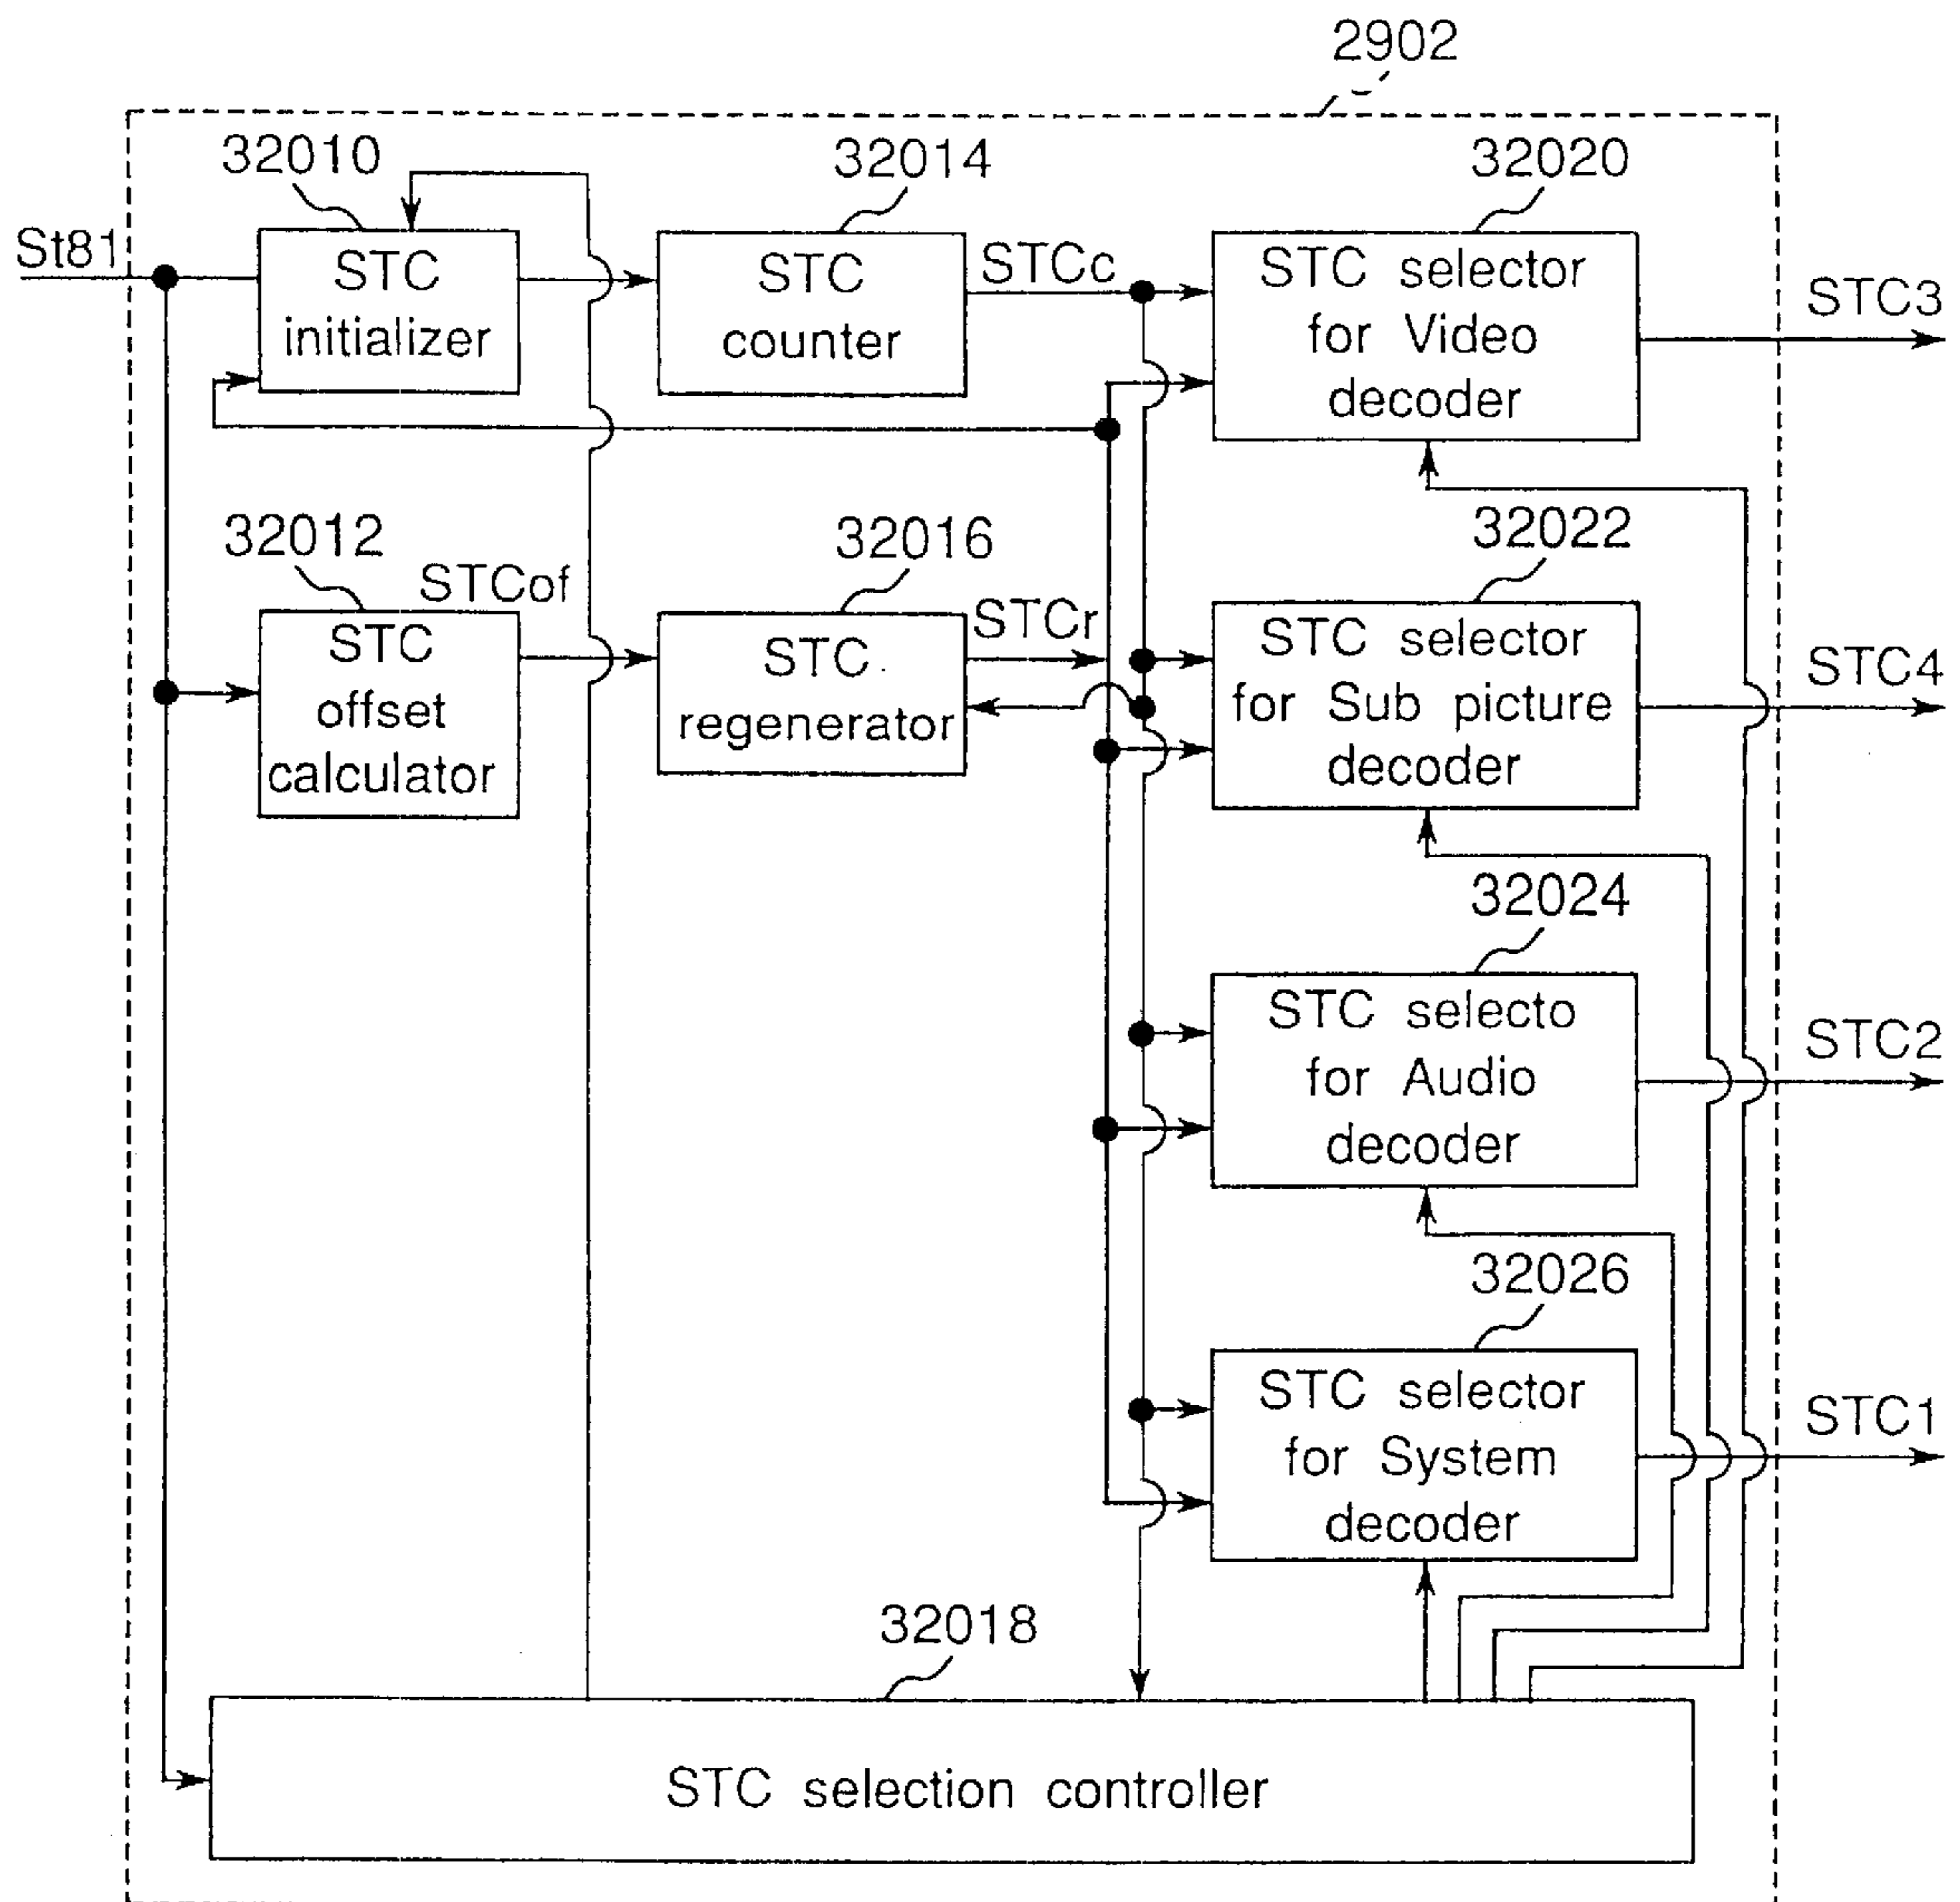 2902
32010
32014
32020
St81
STC
initializer
STC
counter
STCc
STC selector
for Video
decoder
STC3
32012
STCof
32016
32022
STC
offset
calculator
STC
regenerator
STCr
STC selector
for Sub picture
decoder
STC4
32024
STC selecto
for Audio
decoder
STC2
32026
STC selector
for System
decoder
STC1
32018
STC selection controller